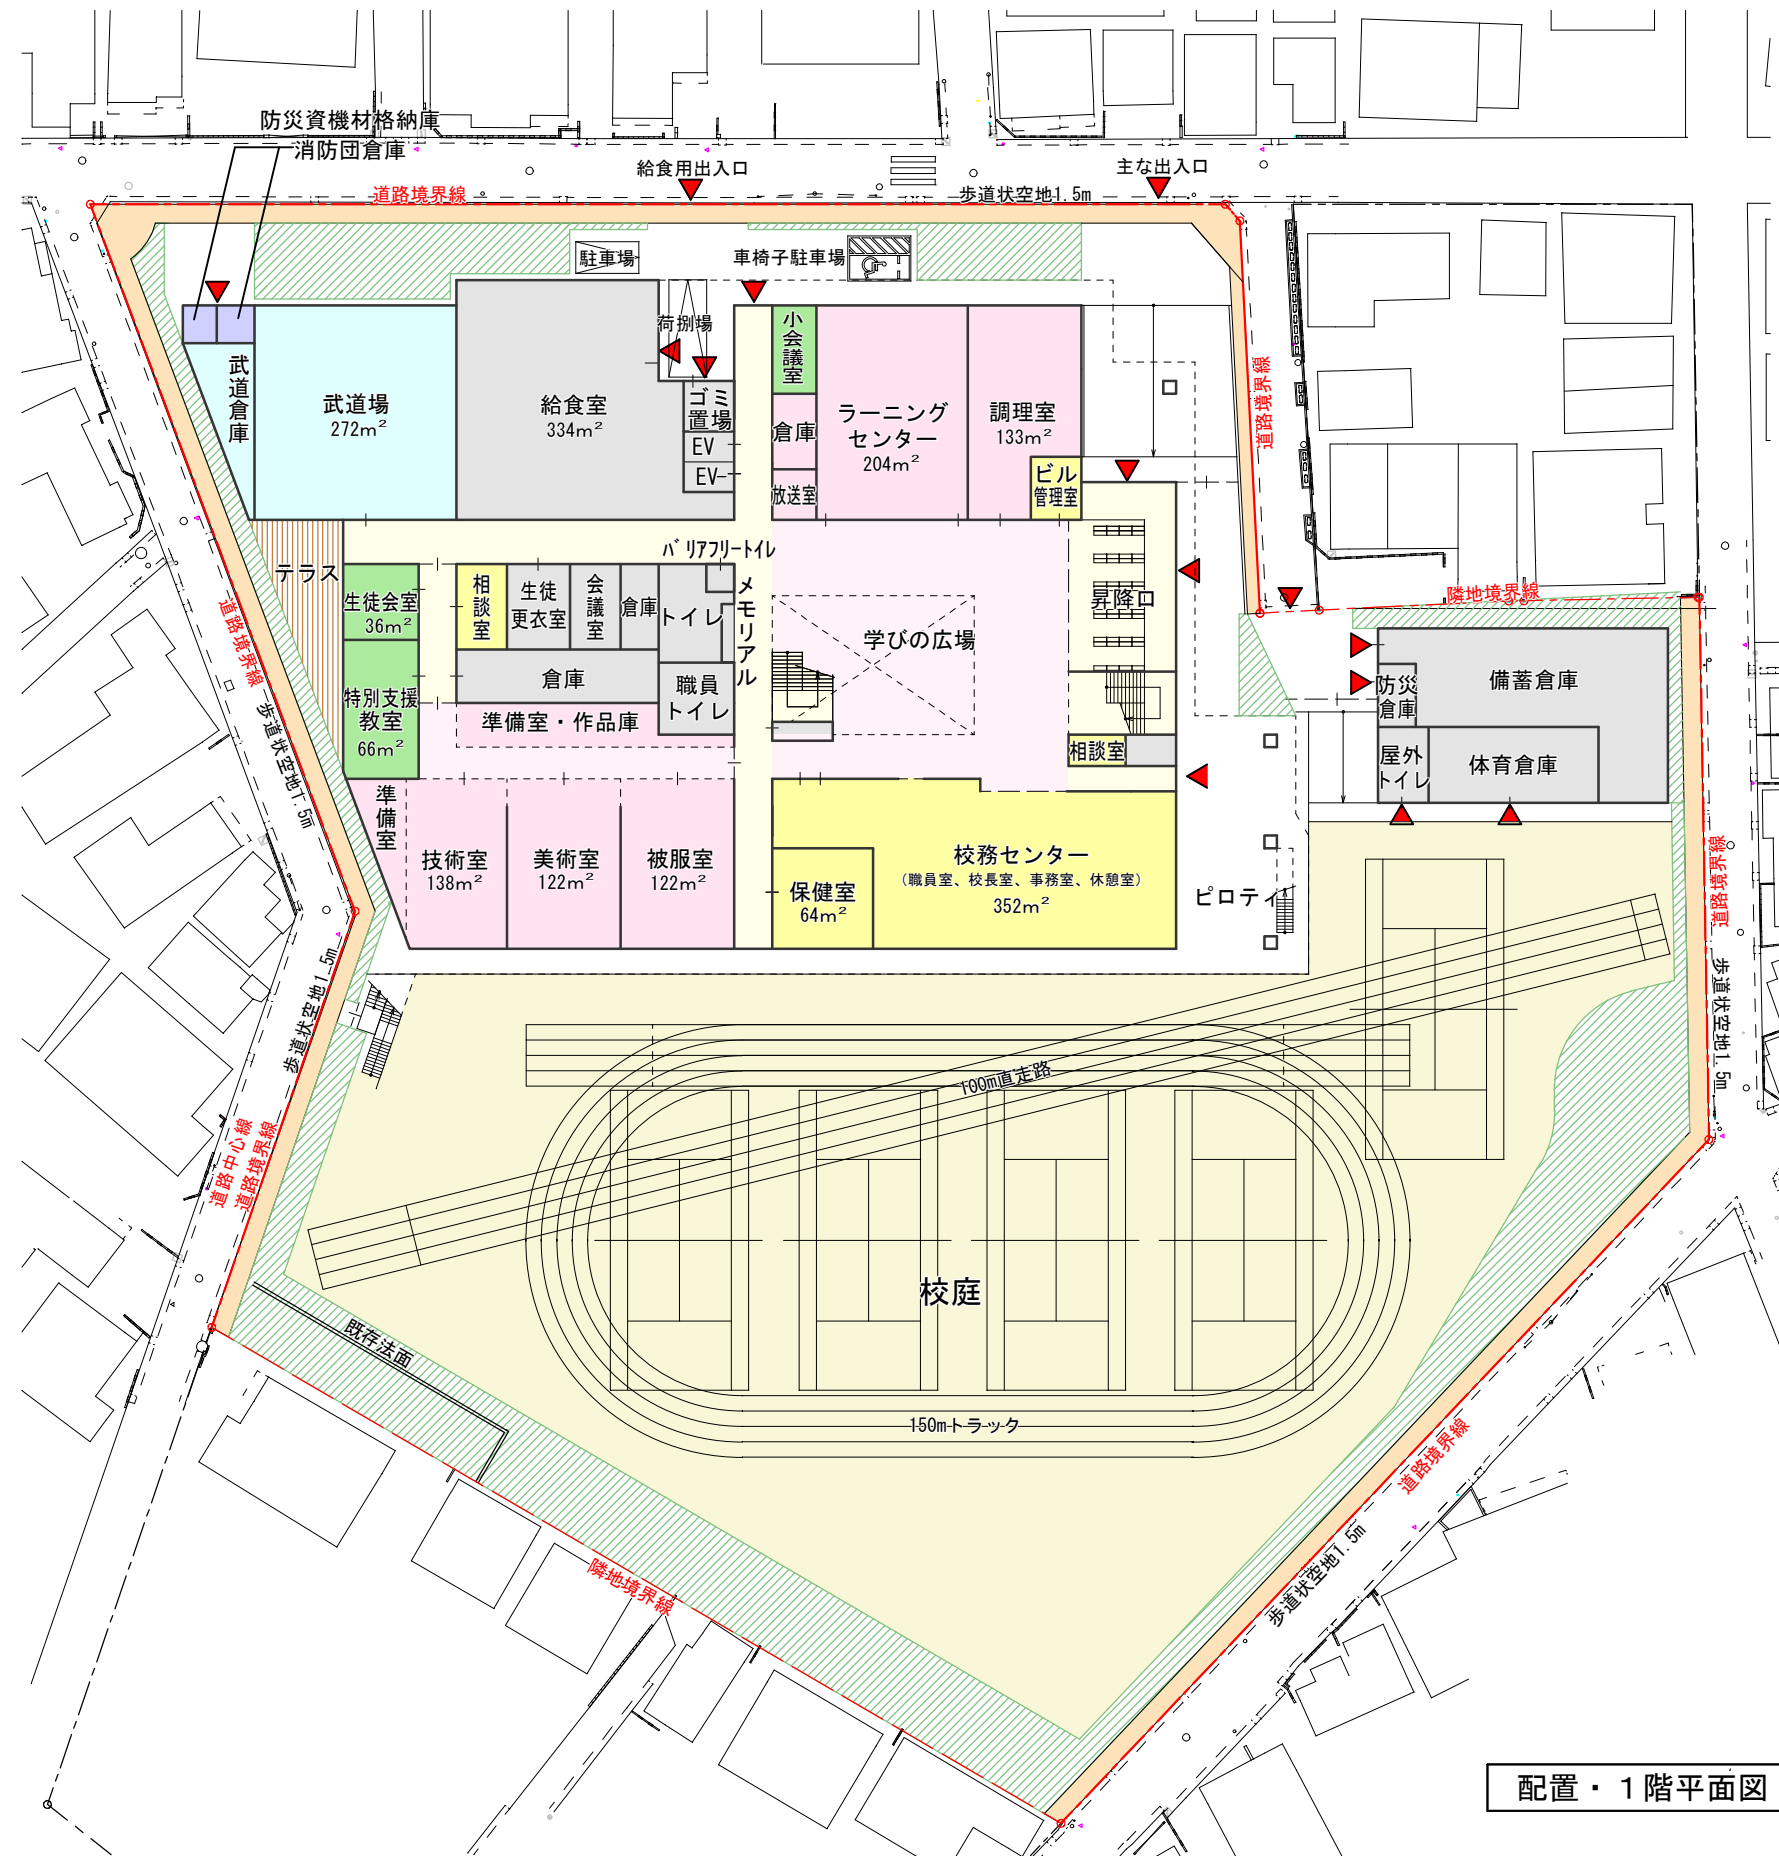 防災資機材格納庫
消防団倉庫
給食用出入口
主な出入口
道路境界線
歩道状空地1.5m
駐車場
車椅子駐車場
荷捌場
小会議室
武道倉庫
武道場
272m²
給食室
334m²
ゴミ
置場
EV
EV
倉庫
放送室
ラーニング
センター
204m²
調理室
133m²
ビル
管理室
道路境界線
バリアフリートイレ
テラス
生徒会室
36m²
相談室
生徒
更衣室
会議室
倉庫
トイレ
メモリアル
学びの広場
昇降口
隣地境界線
道路境界線
歩道状空地1.5m
特別支援
教室
66m²
倉庫
職員
トイレ
準備室・作品庫
相談室
防災
倉庫
備蓄倉庫
屋外
トイレ
体育倉庫
準備室
技術室
138m²
美術室
122m²
被服室
122m²
保健室
64m²
校務センター
(職員室、校長室、事務室、休憩室)
352m²
ピロティ
道路境界線
歩道状空地1.5m
歩道状空地1.5m
道路中心線
道路境界線
100m直走路
校庭
既存法面
150mトラック
道路境界線
歩道状空地1.5m
隣地境界線
配置・1階平面図